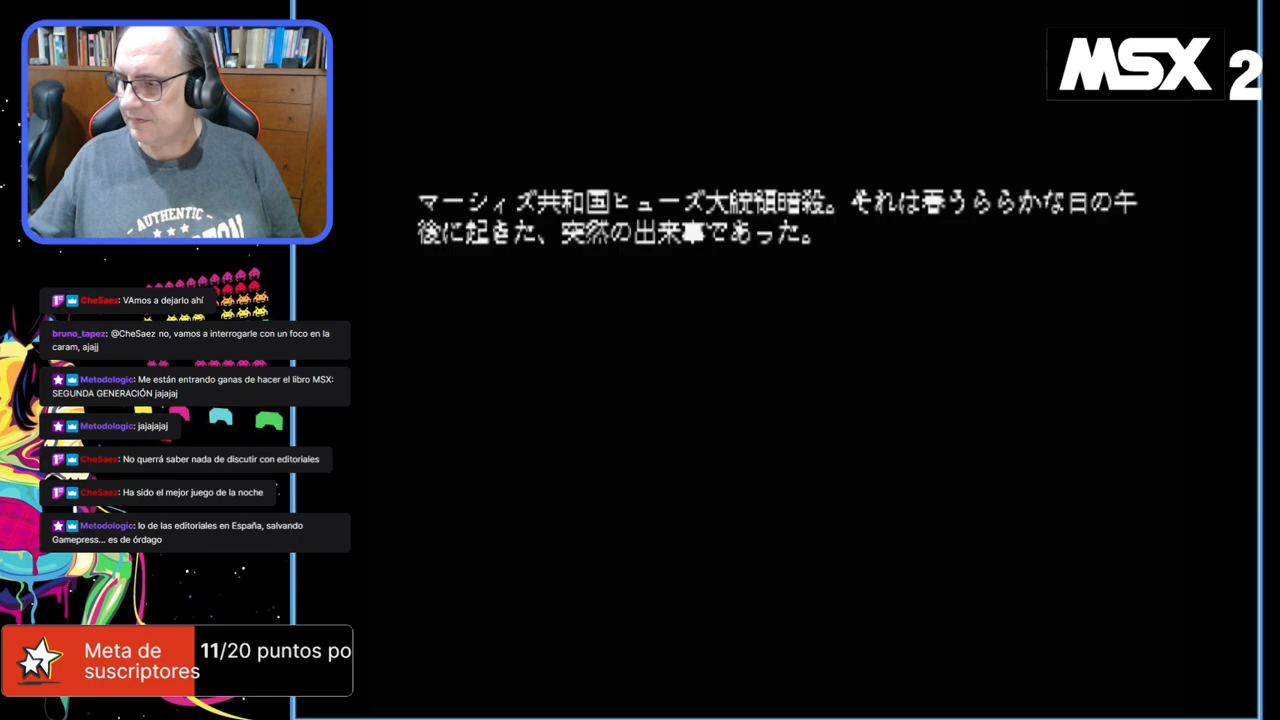 MSX 2
マーシィズ共和国ヒューズ大統領暗殺。それは春うららかな日の午
後に起きた、突然の出来事であった。
AUTHENTIC
CheSaez: VAmos a dejarlo ahí
bruno_tapez: @CheSaez no, vamos a interrogarle con un foco en la
caram, ajajj
Metodologic: Me están entrando ganas de hacer el libro MSX:
SEGUNDA GENERACIÓN jajajaj
Metodologic: jajajajaj
CheSaez: No querrá saber nada de discutir con editoriales
CheSaez: Ha sido el mejor juego de la noche
Metodologic: lo de las editoriales en España, salvando
Gamepress... es de órdago
Meta de
suscriptores
11/20 puntos po